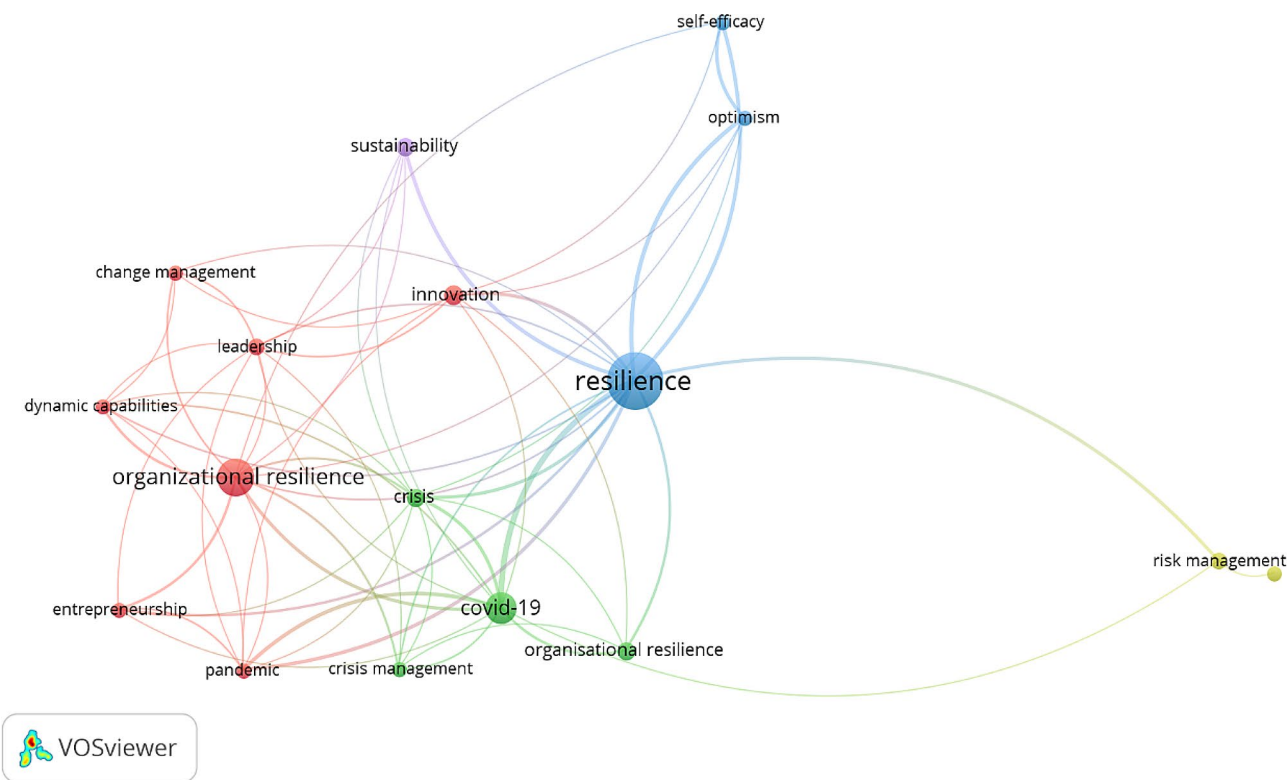 self-efficacy
optimism
sustainability
change management
innovation
leadership
resilience
dynamic capabilities
organizational resilience
crisis
risk management
entrepreneurship
covid-19
organisational resilience
pandemic
crisis management
VOSviewer